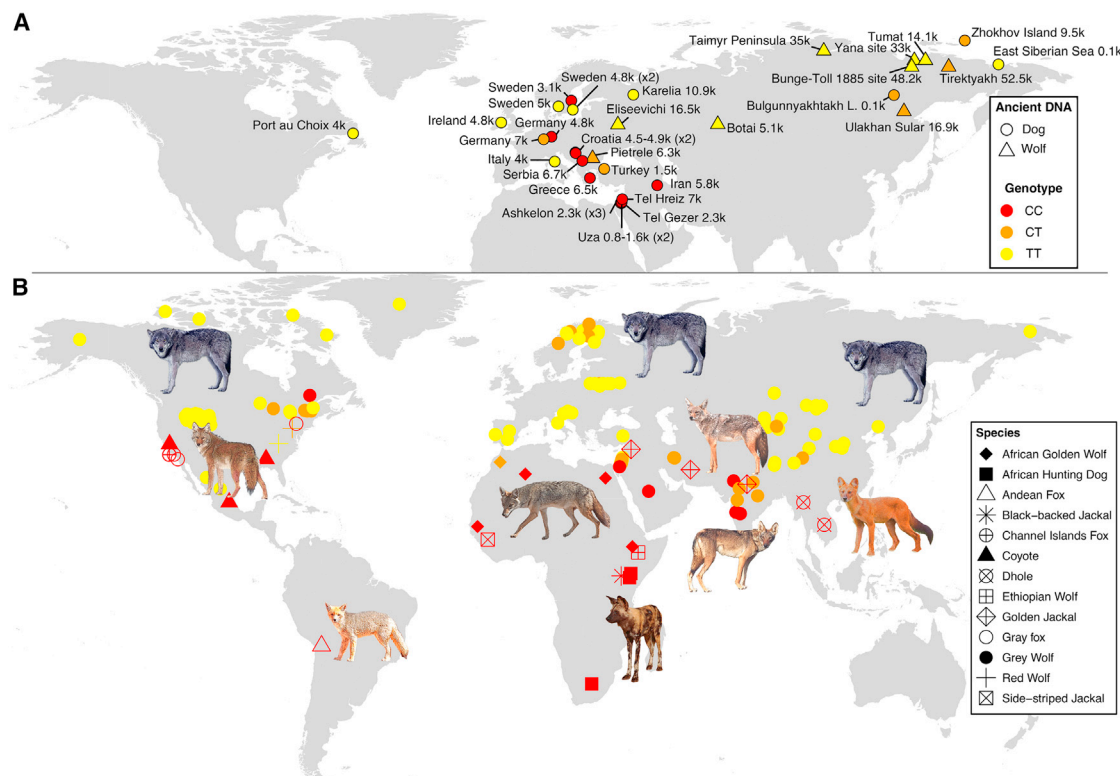 A
Taimyr Peninsula 35k
Tumat 14.1k
Yana site 33k
Zhokhov Island 9.5k
East Siberian Sea 0.1k
Bunge-Toll 1885 site 48.2k
Tirektyakh 52.5k
Bulgunnyakhtakh L. 0.1k
Ulakhan Sular 16.9k
Sweden 4.8k (x2)
Sweden 3.1k
Karelia 10.9k
Sweden 5k
Eliseevichi 16.5k
Port au Choix 4k
Ireland 4.8k
Germany 4.8k
Botai 5.1k
Germany 7k
Croatia 4.5-4.9k (x2)
Pietrele 6.3k
Italy 4k
Turkey 1.5k
Serbia 6.7k
Iran 5.8k
Greece 6.5k
Tel Hreiz 7k
Ashkelon 2.3k (x3)
Tel Gezer 2.3k
Uza 0.8-1.6k (x2)
Ancient DNA
Dog
Wolf
Genotype
CC
CT
TT
B
Species
African Golden Wolf
African Hunting Dog
Andean Fox
Black-backed Jackal
Channel Islands Fox
Coyote
Dhole
Ethiopian Wolf
Golden Jackal
Gray fox
Grey Wolf
Red Wolf
Side-striped Jackal